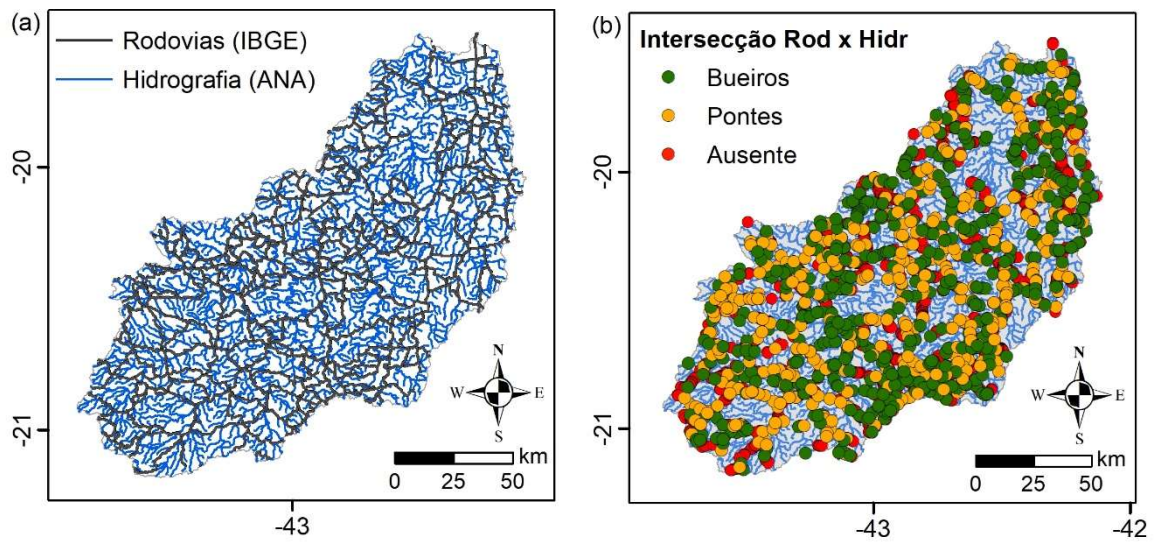 (a)
Rodovias (IBGE)
Hidrografia (ANA)
-20
-21
-43
N
W E
S
km
0 25 50
(b)
Intersecção Rod x Hidr
Bueiros
Pontes
Ausente
-20
-21
-43 -42
N
W E
S
km
0 25 50